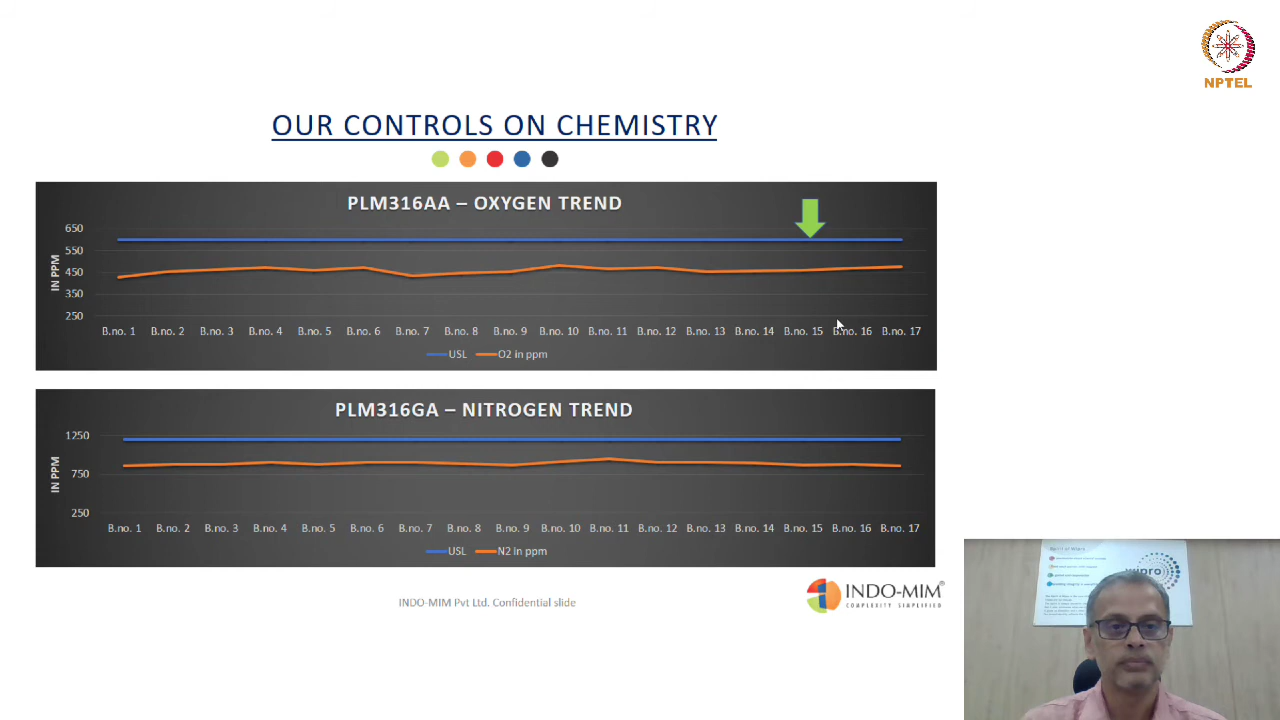 NPTEL
OUR CONTROLS ON CHEMISTRY
PLM316AA – OXYGEN TREND
650
550
450
350
250
IN PPM
B.no. 1 B.no. 2 B.no. 3 B.no. 4 B.no. 5 B.no. 6 B.no. 7 B.no. 8 B.no. 9 B.no. 10 B.no. 11 B.no. 12 B.no. 13 B.no. 14 B.no. 15 B.no. 16 B.no. 17
USL O2 in ppm
PLM316GA – NITROGEN TREND
1250
750
250
IN PPM
B.no. 1 B.no. 2 B.no. 3 B.no. 4 B.no. 5 B.no. 6 B.no. 7 B.no. 8 B.no. 9 B.no. 10 B.no. 11 B.no. 12 B.no. 13 B.no. 14 B.no. 15 B.no. 16 B.no. 17
USL N2 in ppm
INDO-MIM Pvt Ltd. Confidential slide
INDO-MIM®
COMPLEXITY SIMPLIFIED
wipro